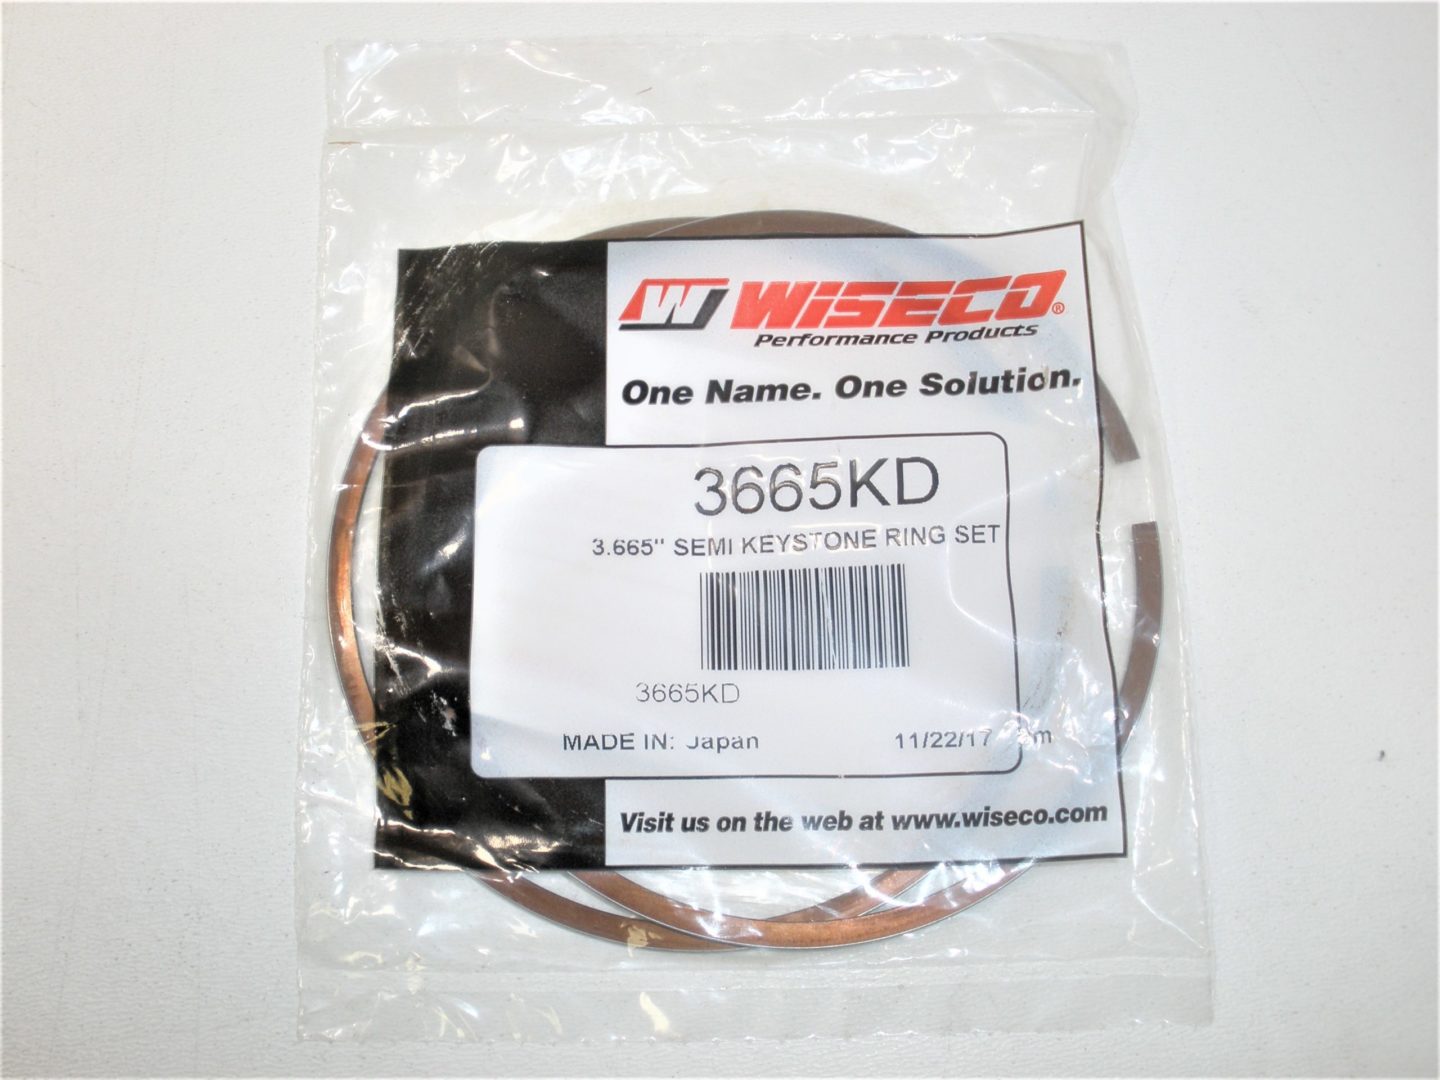 W WISECO®
Performance Products
One Name. One Solution.
3665KD
3.665" SEMI KEYSTONE RING SET
3665KD
MADE IN: Japan 11/22/17
Visit us on the web at www.wiseco.com